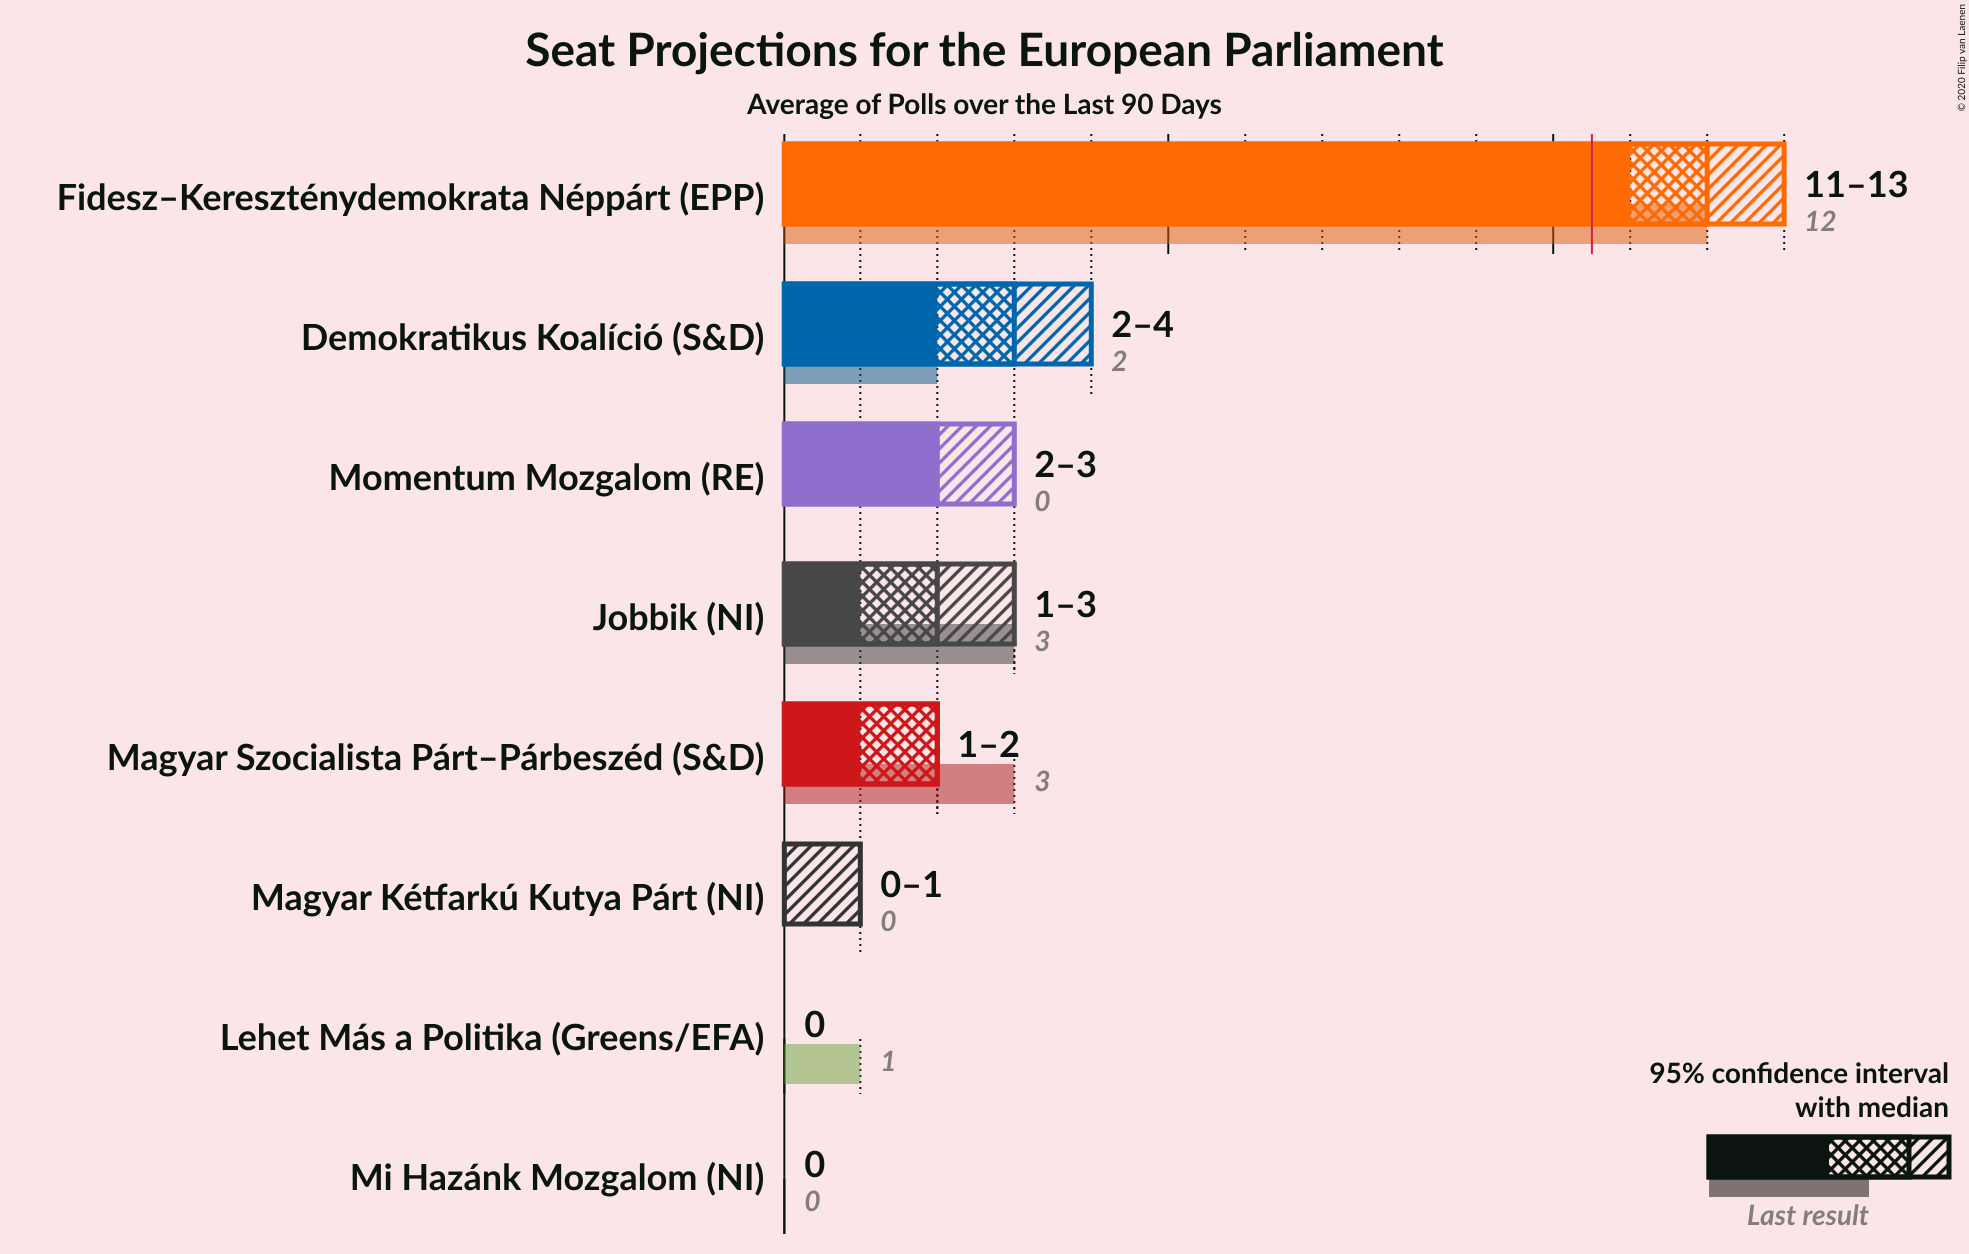 Seat Projections for the European Parliament
Average of Polls over the Last 90 Days
© 2020 Filip van Laenen
Fidesz–Kereszténydemokrata Néppárt (EPP)
11–13
12
Demokratikus Koalíció (S&D)
2–4
2
Momentum Mozgalom (RE)
2–3
0
Jobbik (NI)
1–3
3
Magyar Szocialista Párt–Párbeszéd (S&D)
1–2
3
Magyar Kétfarkú Kutya Párt (NI)
0–1
0
Lehet Más a Politika (Greens/EFA)
0
1
Mi Hazánk Mozgalom (NI)
0
0
95% confidence interval
with median
Last result